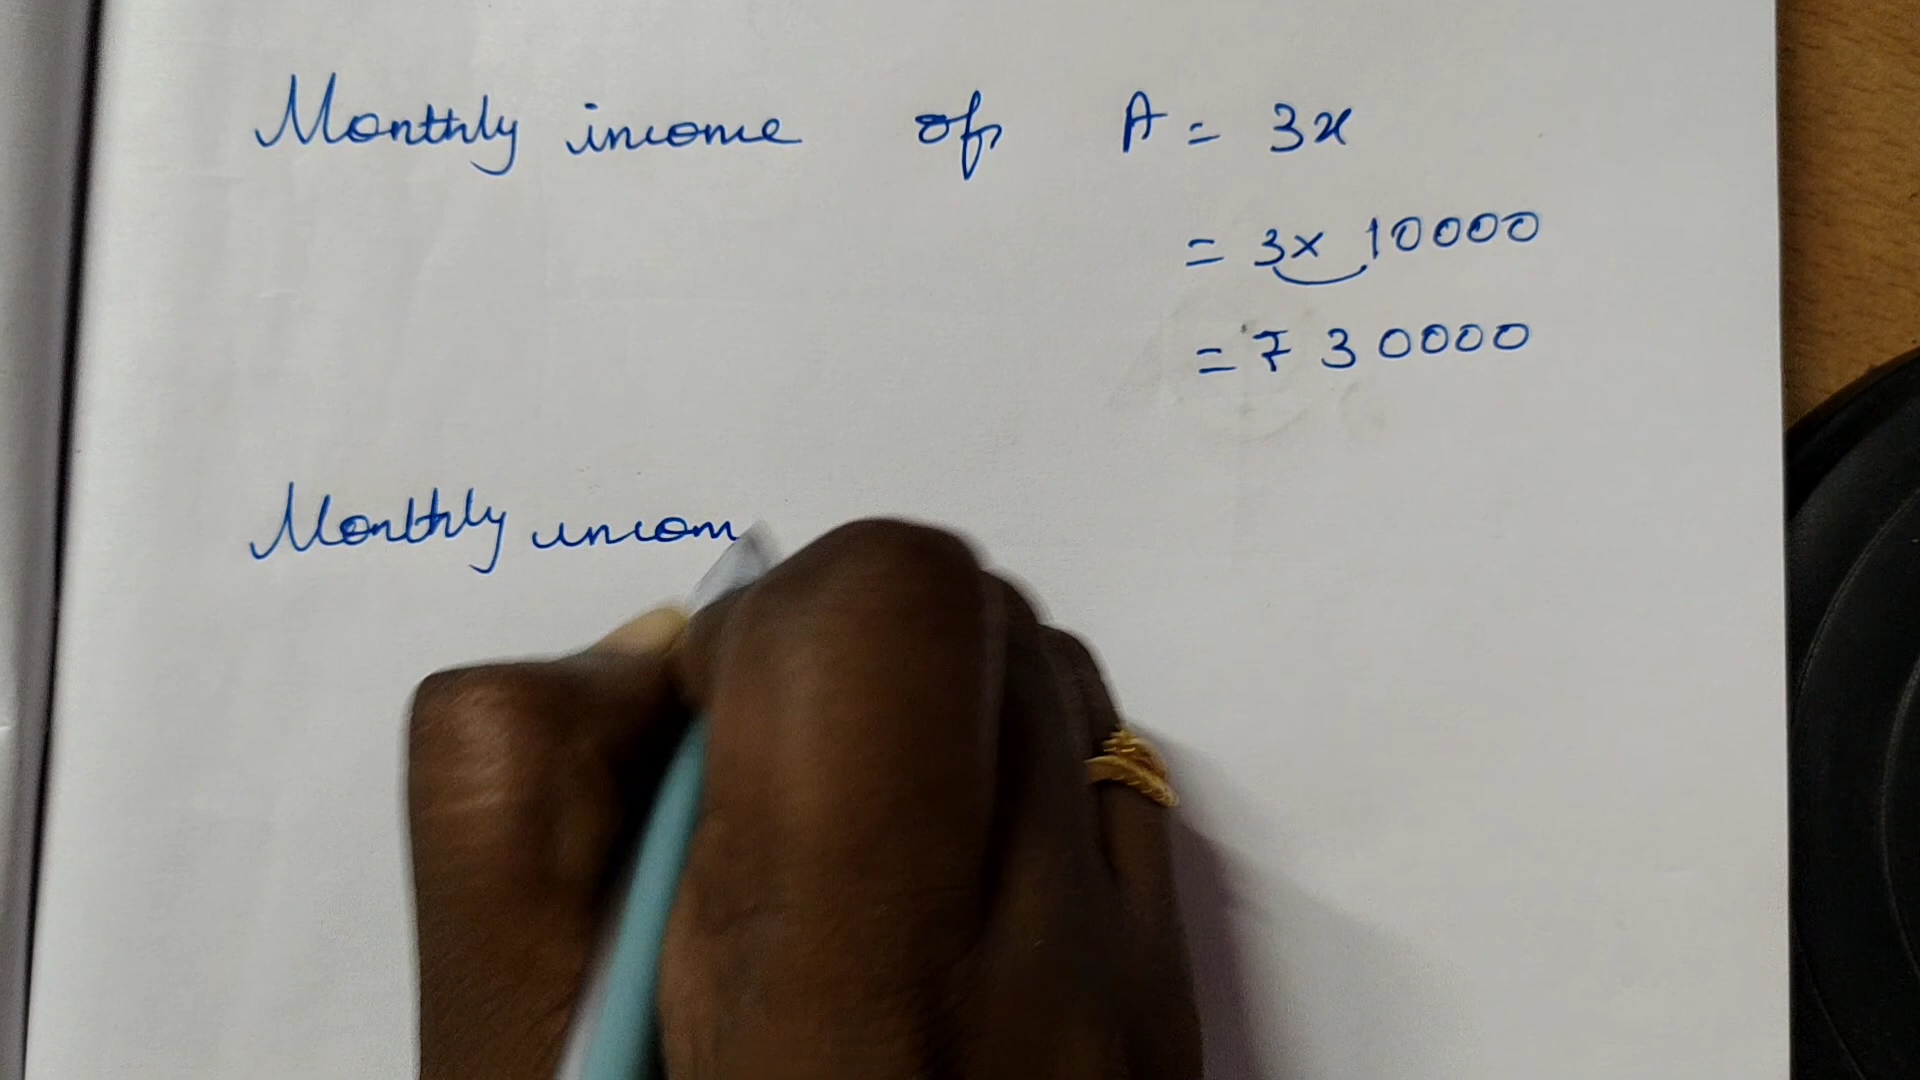 Monthly income of A = 3x
= 3x 10000
= ₹ 30000
Monthly incom